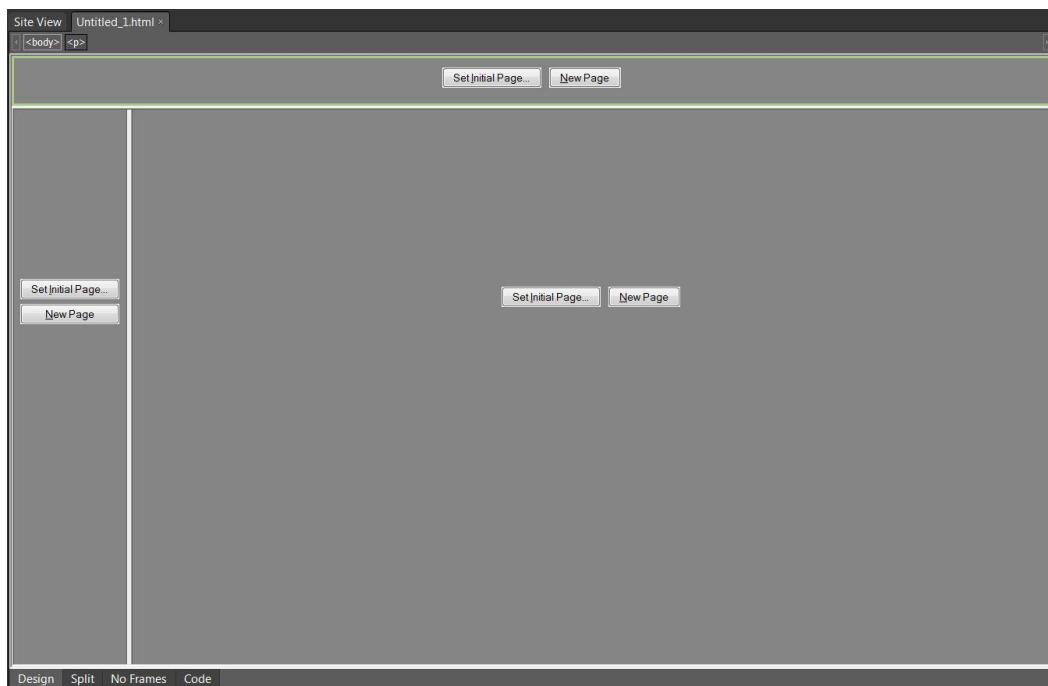 Site View Untitled_1.html ×
<body> <p>
Set Initial Page... New Page
Set Initial Page...
New Page
Set Initial Page... New Page
Design Split No Frames Code